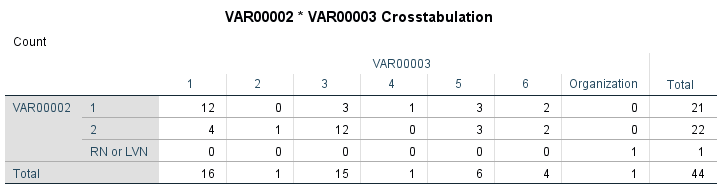 VAR00002 * VAR00003 Crosstabulation
Count
VAR00003
1 2 3 4 5 6 Organization Total
VAR00002 1 12 0 3 1 3 2 0 21
2 4 1 12 0 3 2 0 22
RN or LVN 0 0 0 0 0 0 1 1
Total 16 1 15 1 6 4 1 44